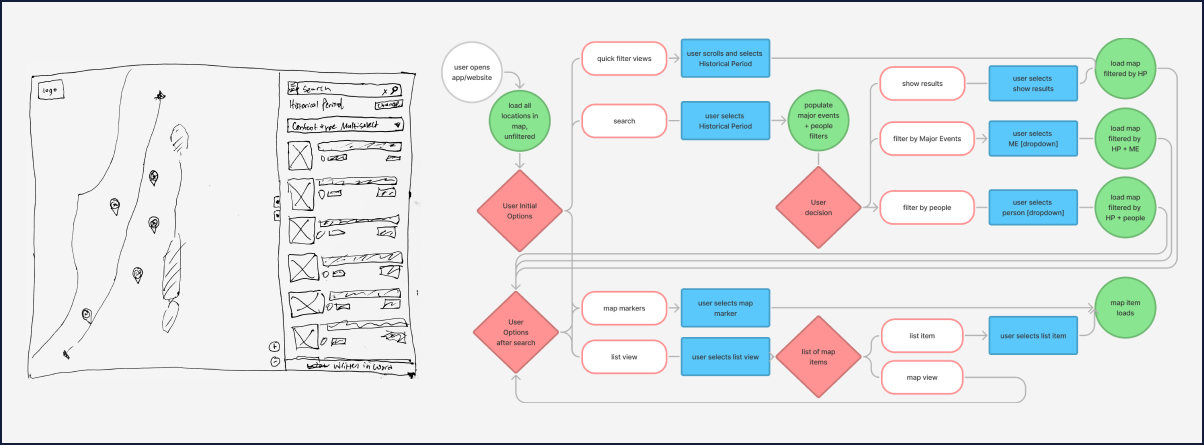 logo
Search
x
Historical Period
Change
Content type Multiselect
+
-
Written in Word
user opens
app/website
load all
locations in
map,
unfiltered
User Initial
Options
quick filter views
user scrolls and selects
Historical Period
search
user selects
Historical Period
populate
major events
+ people
filters
User
decision
show results
user selects
show results
load map
filtered by HP
filter by Major Events
user selects
ME [dropdown]
load map
filtered by
HP + ME
filter by people
user selects
person [dropdown]
load map
filtered by
HP + people
User
Options
after search
map markers
user selects map
marker
list view
user selects list view
list of map
items
list item
user selects list item
map view
map item
loads